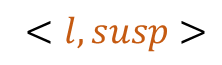 < l, susp >